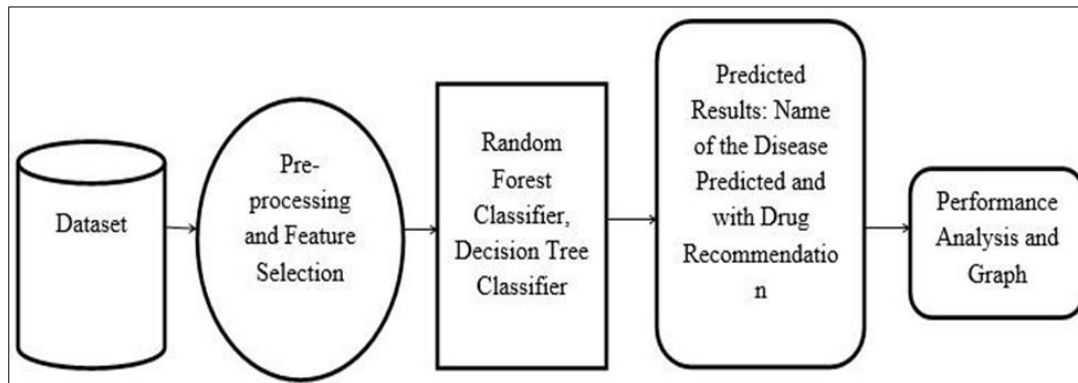 Dataset
Pre-
processing
and Feature
Selection
Random
Forest
Classifier,
Decision Tree
Classifier
Predicted
Results: Name
of the Disease
Predicted and
with Drug
Recommendatio
n
Performance
Analysis and
Graph